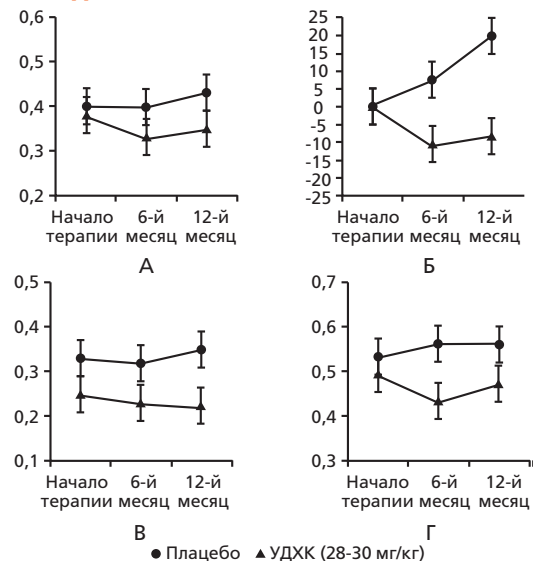 0,6
0,5
0,4
0,3
0,2
Начало терапии
6-й месяц
12-й месяц
А
25
20
15
10
5
0
-5
-10
-15
-20
-25
Начало терапии
6-й месяц
12-й месяц
Б
0,5
0,4
0,3
0,2
0,1
Начало терапии
6-й месяц
12-й месяц
В
0,7
0,6
0,5
0,4
0,3
Начало терапии
6-й месяц
12-й месяц
Г
Плацебо
УДХК (28-30 мг/кг)